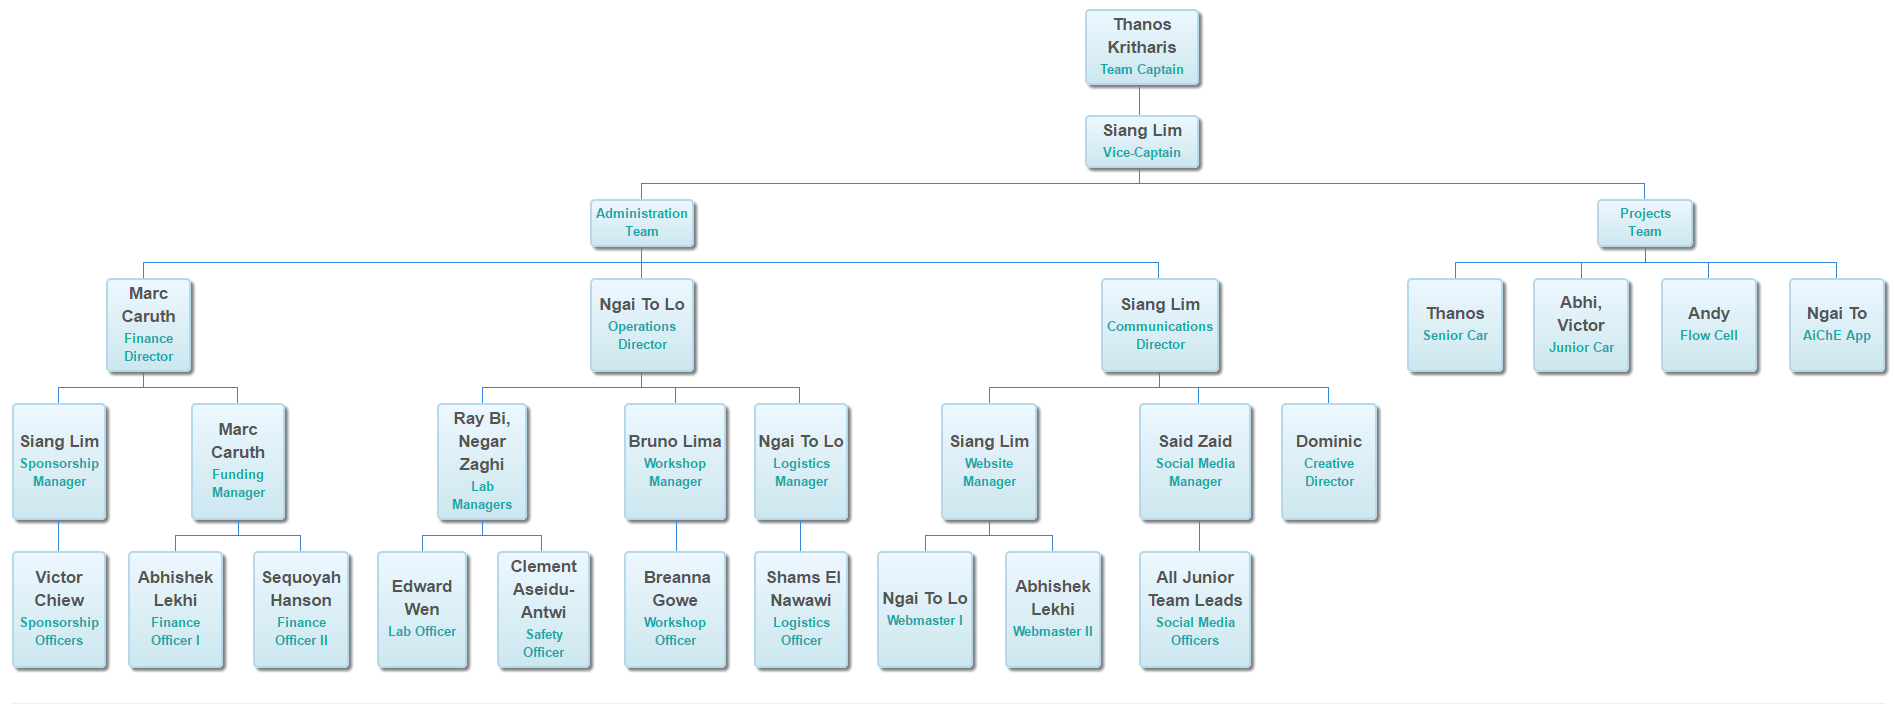 Thanos
Kritharis
Team Captain
Siang Lim
Vice-Captain
Administration
Team
Projects
Team
Marc
Caruth
Finance
Director
Ngai To Lo
Operations
Director
Siang Lim
Communications
Director
Thanos
Senior Car
Abhi,
Victor
Junior Car
Andy
Flow Cell
Ngai To
AiChE App
Siang Lim
Sponsorship
Manager
Marc
Caruth
Funding
Manager
Ray Bi,
Negar
Zaghi
Lab
Managers
Bruno Lima
Workshop
Manager
Ngai To Lo
Logistics
Manager
Siang Lim
Website
Manager
Said Zaid
Social Media
Manager
Dominic
Creative
Director
Victor
Chiew
Sponsorship
Officers
Abhishek
Lekhi
Finance
Officer I
Sequoyah
Hanson
Finance
Officer II
Edward
Wen
Lab Officer
Clement
Aseidu-
Antwi
Safety
Officer
Breanna
Gowe
Workshop
Officer
Shams El
Nawawi
Logistics
Officer
Ngai To Lo
Webmaster I
Abhishek
Lekhi
Webmaster II
All Junior
Team Leads
Social Media
Officers